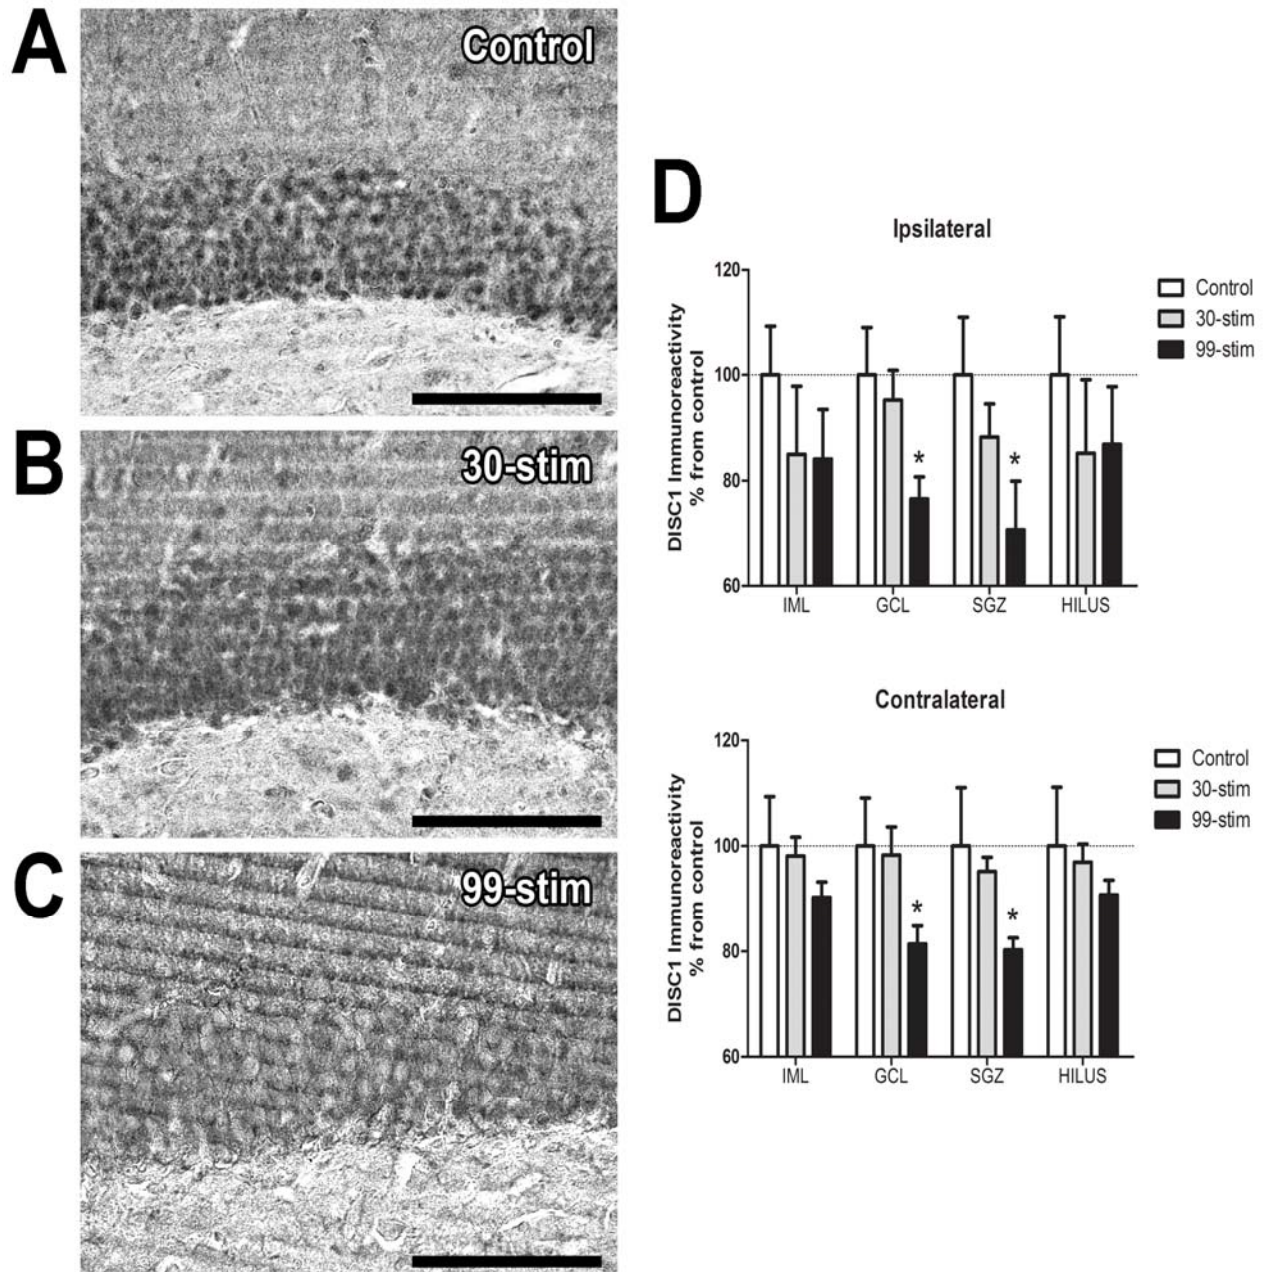 A
Control
B
30-stim
C
99-stim
D
Ipsilateral
DISC1 Immunoreactivity
% from control
120
100
80
60
*
*
IML GCL SGZ HILUS
Control
30-stim
99-stim
Contralateral
DISC1 Immunoreactivity
% from control
120
100
80
60
*
*
IML GCL SGZ HILUS
Control
30-stim
99-stim